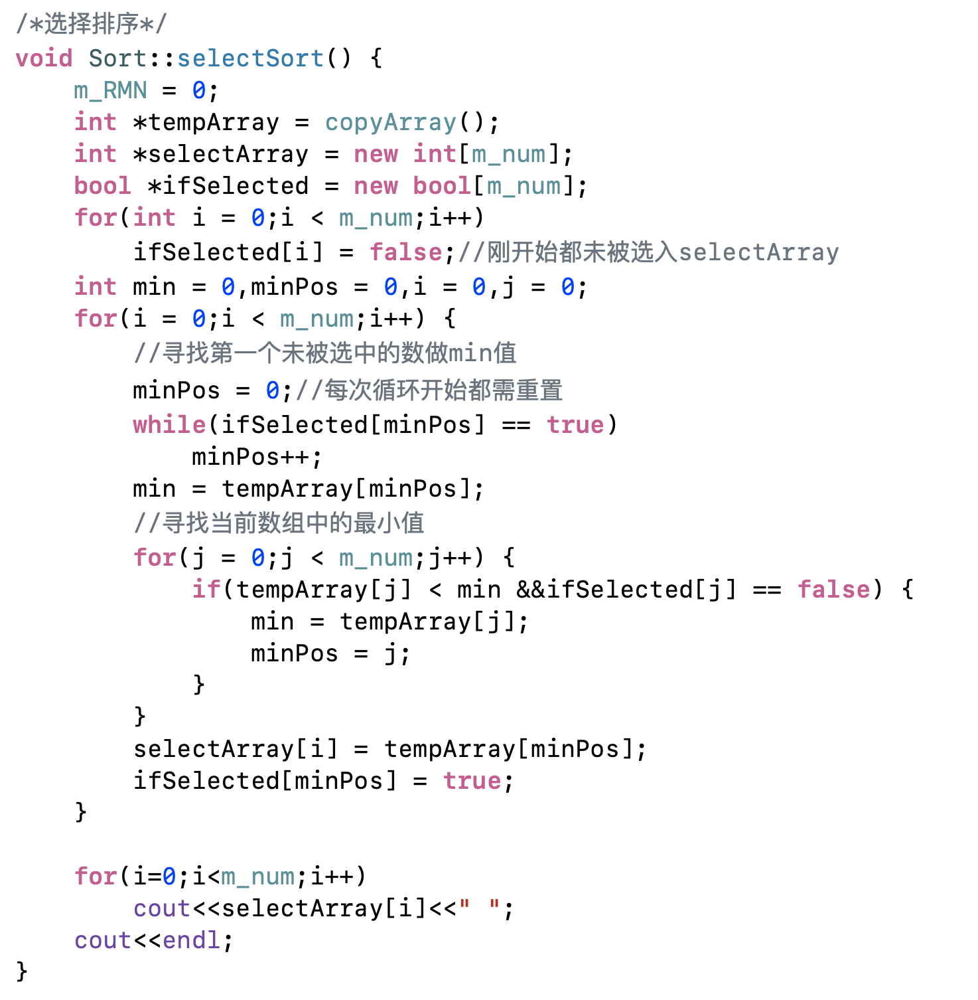 /*选择排序*/
void Sort::selectSort() {
    m_RMN = 0;
    int *tempArray = copyArray();
    int *selectArray = new int[m_num];
    bool *ifSelected = new bool[m_num];
    for(int i = 0;i < m_num;i++)
        ifSelected[i] = false;//刚开始都未被选入selectArray
    int min = 0,minPos = 0,i = 0,j = 0;
    for(i = 0;i < m_num;i++) {
        //寻找第一个未被选中的数做min值
        minPos = 0;//每次循环开始都需重置
        while(ifSelected[minPos] == true)
            minPos++;
        min = tempArray[minPos];
        //寻找当前数组中的最小值
        for(j = 0;j < m_num;j++) {
            if(tempArray[j] < min &&ifSelected[j] == false) {
                min = tempArray[j];
                minPos = j;
            }
        }
        selectArray[i] = tempArray[minPos];
        ifSelected[minPos] = true;
    }

    for(i=0;i<m_num;i++)
        cout<<selectArray[i]<<" ";
    cout<<endl;
}